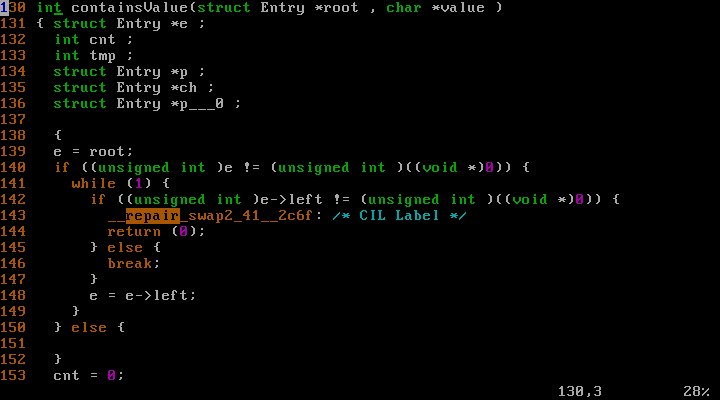 130 int containsValue(struct Entry *root , char *value )
131 { struct Entry *e ;
132   int cnt ;
133   int tmp ;
134   struct Entry *p ;
135   struct Entry *ch ;
136   struct Entry *p___0 ;
137
138   {
139   e = root;
140   if ((unsigned int )e != (unsigned int )((void *)0)) {
141     while (1) {
142       if ((unsigned int )e->left != (unsigned int )((void *)0)) {
143         __repair_swap2_41__2c6f: /* CIL Label */
144         return (0);
145       } else {
146         break;
147       }
148       e = e->left;
149     }
150   } else {
151
152   }
153   cnt = 0;
130,3 28%